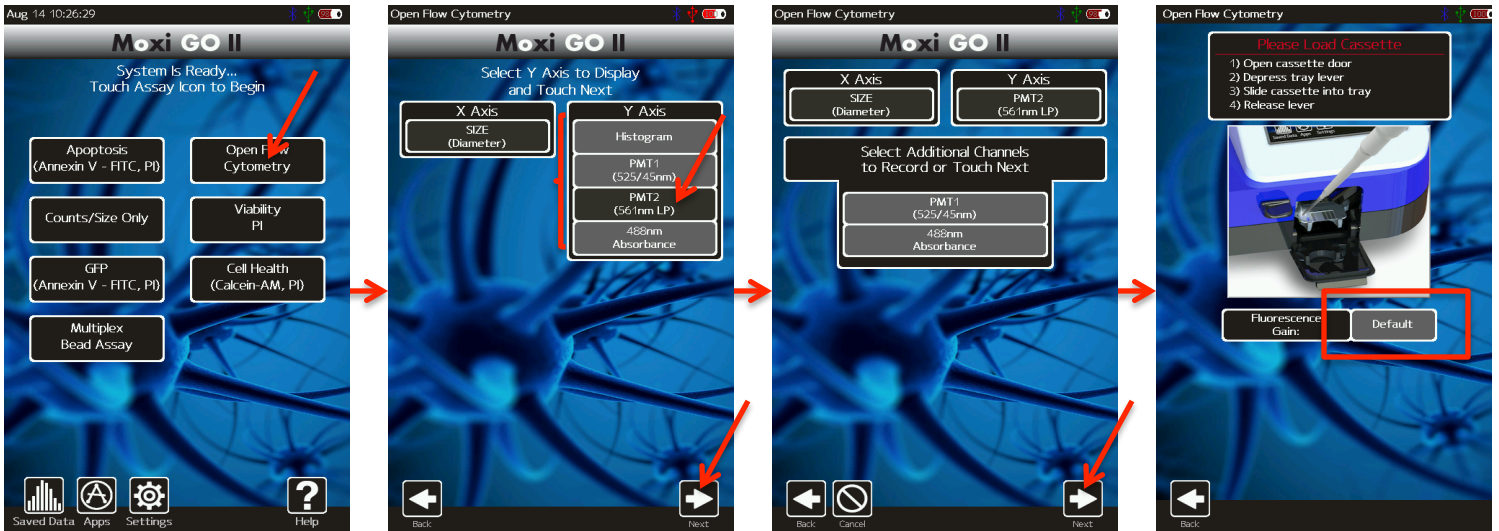 Aug 14 10:26:29
Moxi GO II
System Is Ready...
Touch Assay Icon to Begin
Apoptosis
(Annexin V - FITC, PI)
Open Flow
Cytometry
Counts/Size Only
Viability
PI
GFP
(Annexin V - FITC, PI)
Cell Health
(Calcein-AM, PI)
Multiplex
Bead Assay
Saved Data
Apps
Settings
Help
Open Flow Cytometry
Moxi GO II
Select Y Axis to Display
and Touch Next
X Axis
SIZE
(Diameter)
Y Axis
Histogram
PMT1
(525/45nm)
PMT2
(561nm LP)
488nm
Absorbance
Back
Next
Open Flow Cytometry
Moxi GO II
X Axis
SIZE
(Diameter)
Y Axis
PMT2
(561nm LP)
Select Additional Channels
to Record or Touch Next
PMT1
(525/45nm)
488nm
Absorbance
Back
Cancel
Next
Open Flow Cytometry
Please Load Cassette
1) Open cassette door
2) Depress tray lever
3) Slide cassette into tray
4) Release lever
Saved Data Apps Settings
Fluorescence
Gain:
Default
Back